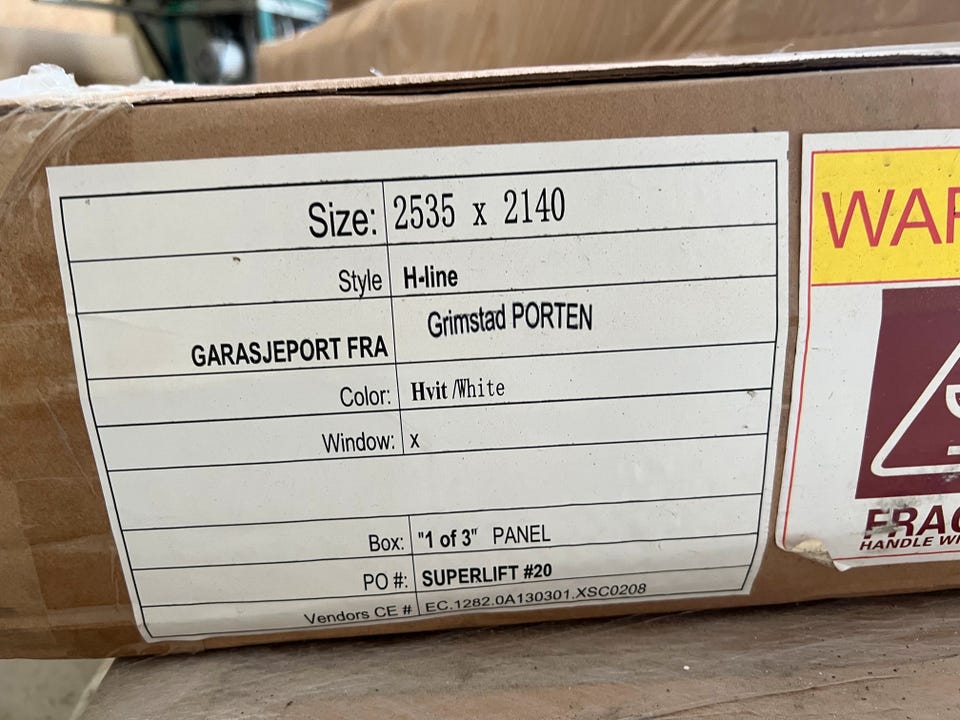 Size: 2535 x 2140
Style H-line
GARASJEPORT FRA Grimstad PORTEN
Color: Hvit /White
Window: x
Box: "1 of 3" PANEL
PO #: SUPERLIFT #20
Vendors CE # EC.1282.0A130301.XSC0208
WAR
FRAG
HANDLE WI